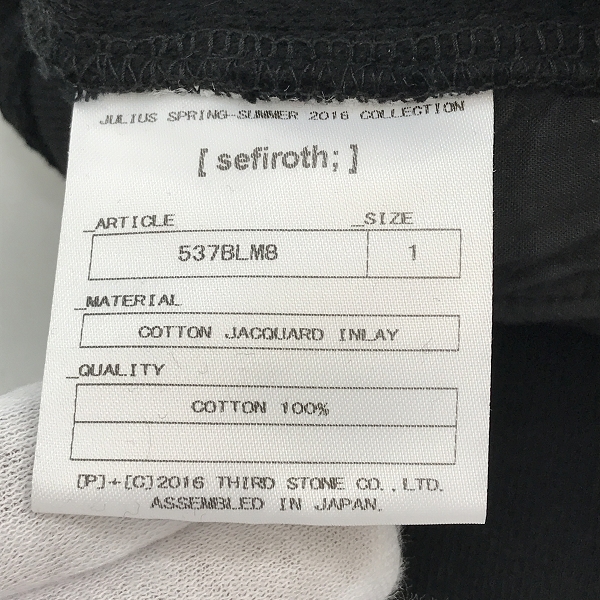 JULIUS SPRING-SUMMER 2016 COLLECTION
[ sefiroth; ]
_ARTICLE _SIZE
537BLM8 1
_MATERIAL
COTTON JACQUARD INLAY
_QUALITY
COTTON 100%
[P]+[C]2016 THIRD STONE CO.,LTD.
ASSEMBLED IN JAPAN.